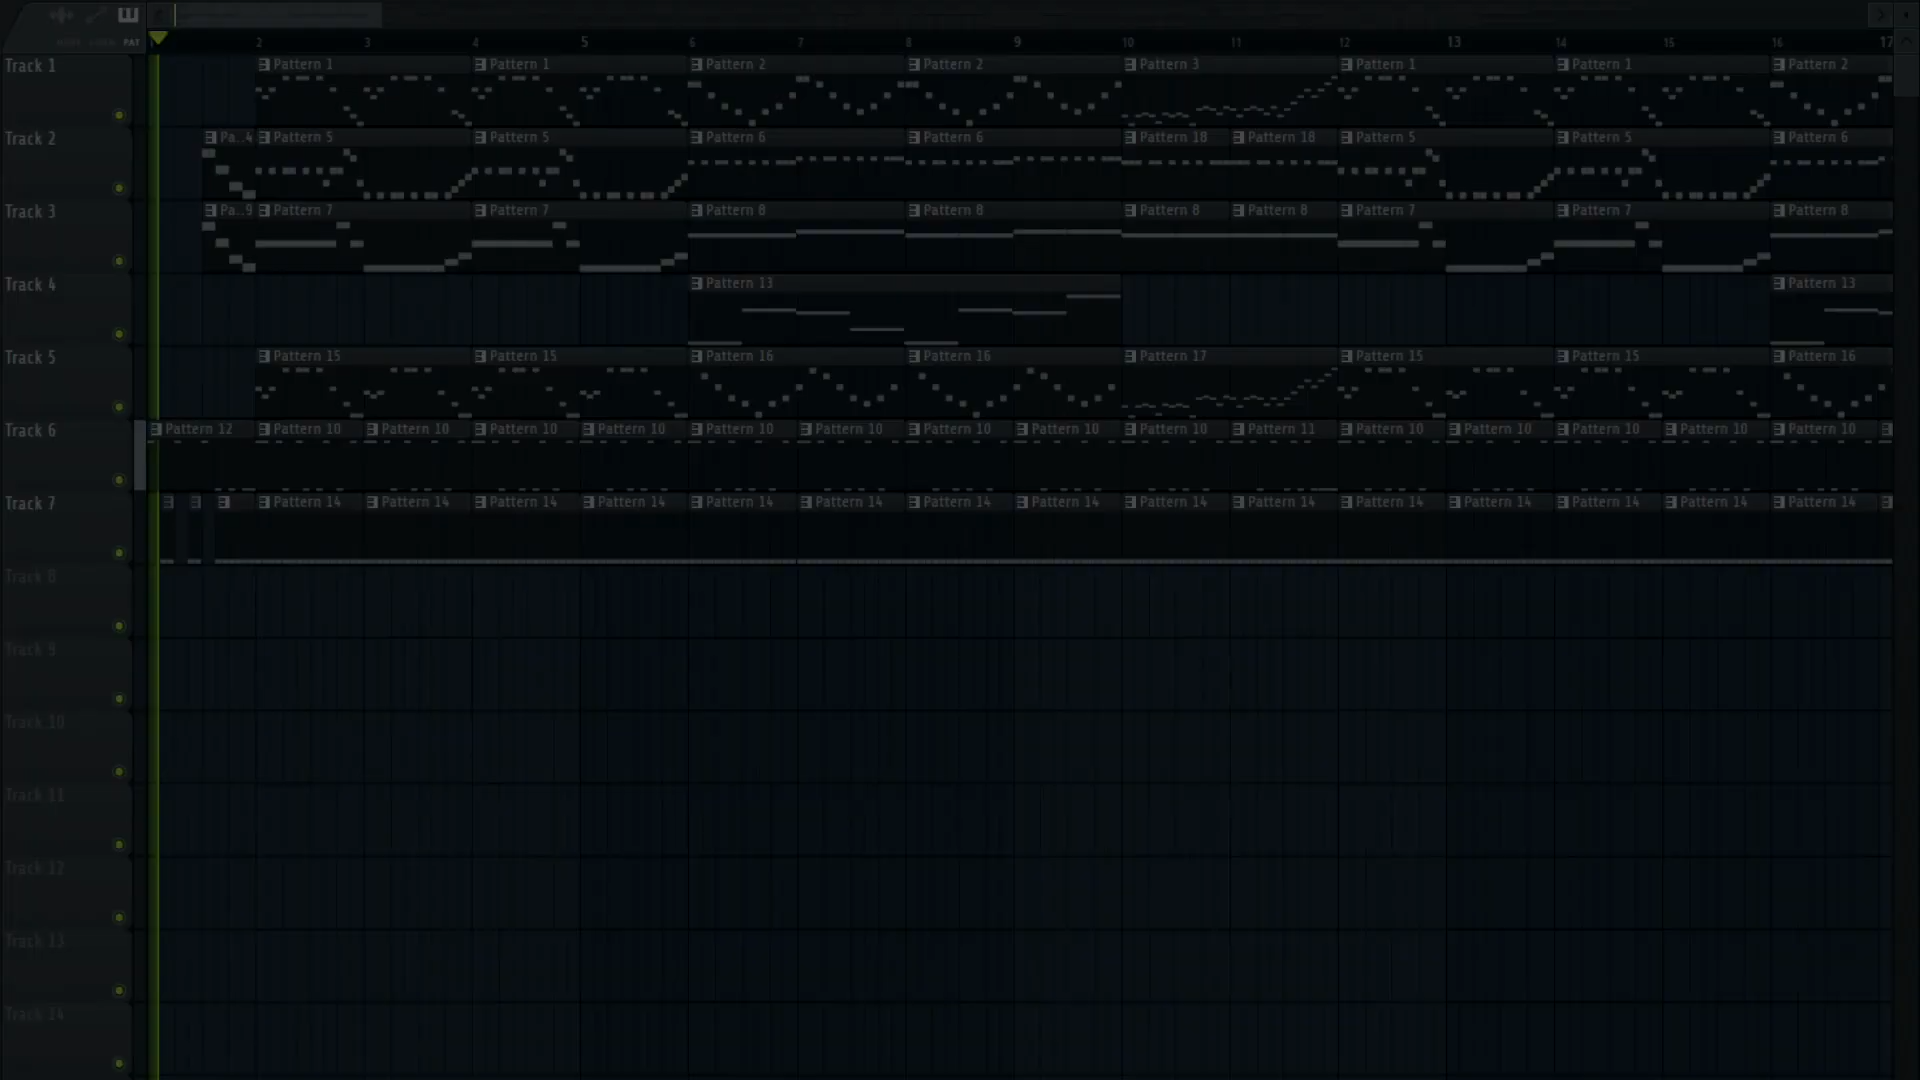 NOTE CHAN PAT
1 2 3 4 5 6 7 8 9 10 11 12 13 14 15 16 17
Track 1 Pattern 1 Pattern 1 Pattern 2 Pattern 2 Pattern 3 Pattern 1 Pattern 1 Pattern 2
Track 2 Pa..4 Pattern 5 Pattern 5 Pattern 6 Pattern 6 Pattern 18 Pattern 18 Pattern 5 Pattern 5 Pattern 6
Track 3 Pa..9 Pattern 7 Pattern 7 Pattern 8 Pattern 8 Pattern 8 Pattern 8 Pattern 7 Pattern 7 Pattern 8
Track 4 Pattern 13 Pattern 13
Track 5 Pattern 15 Pattern 15 Pattern 16 Pattern 16 Pattern 17 Pattern 15 Pattern 15 Pattern 16
Track 6 Pattern 12 Pattern 10 Pattern 10 Pattern 10 Pattern 10 Pattern 10 Pattern 10 Pattern 10 Pattern 10 Pattern 10 Pattern 11 Pattern 10 Pattern 10 Pattern 10 Pattern 10 Pattern 10
Track 7 Pattern 14 Pattern 14 Pattern 14 Pattern 14 Pattern 14 Pattern 14 Pattern 14 Pattern 14 Pattern 14 Pattern 14 Pattern 14 Pattern 14 Pattern 14 Pattern 14 Pattern 14
Track 8
Track 9
Track 10
Track 11
Track 12
Track 13
Track 14